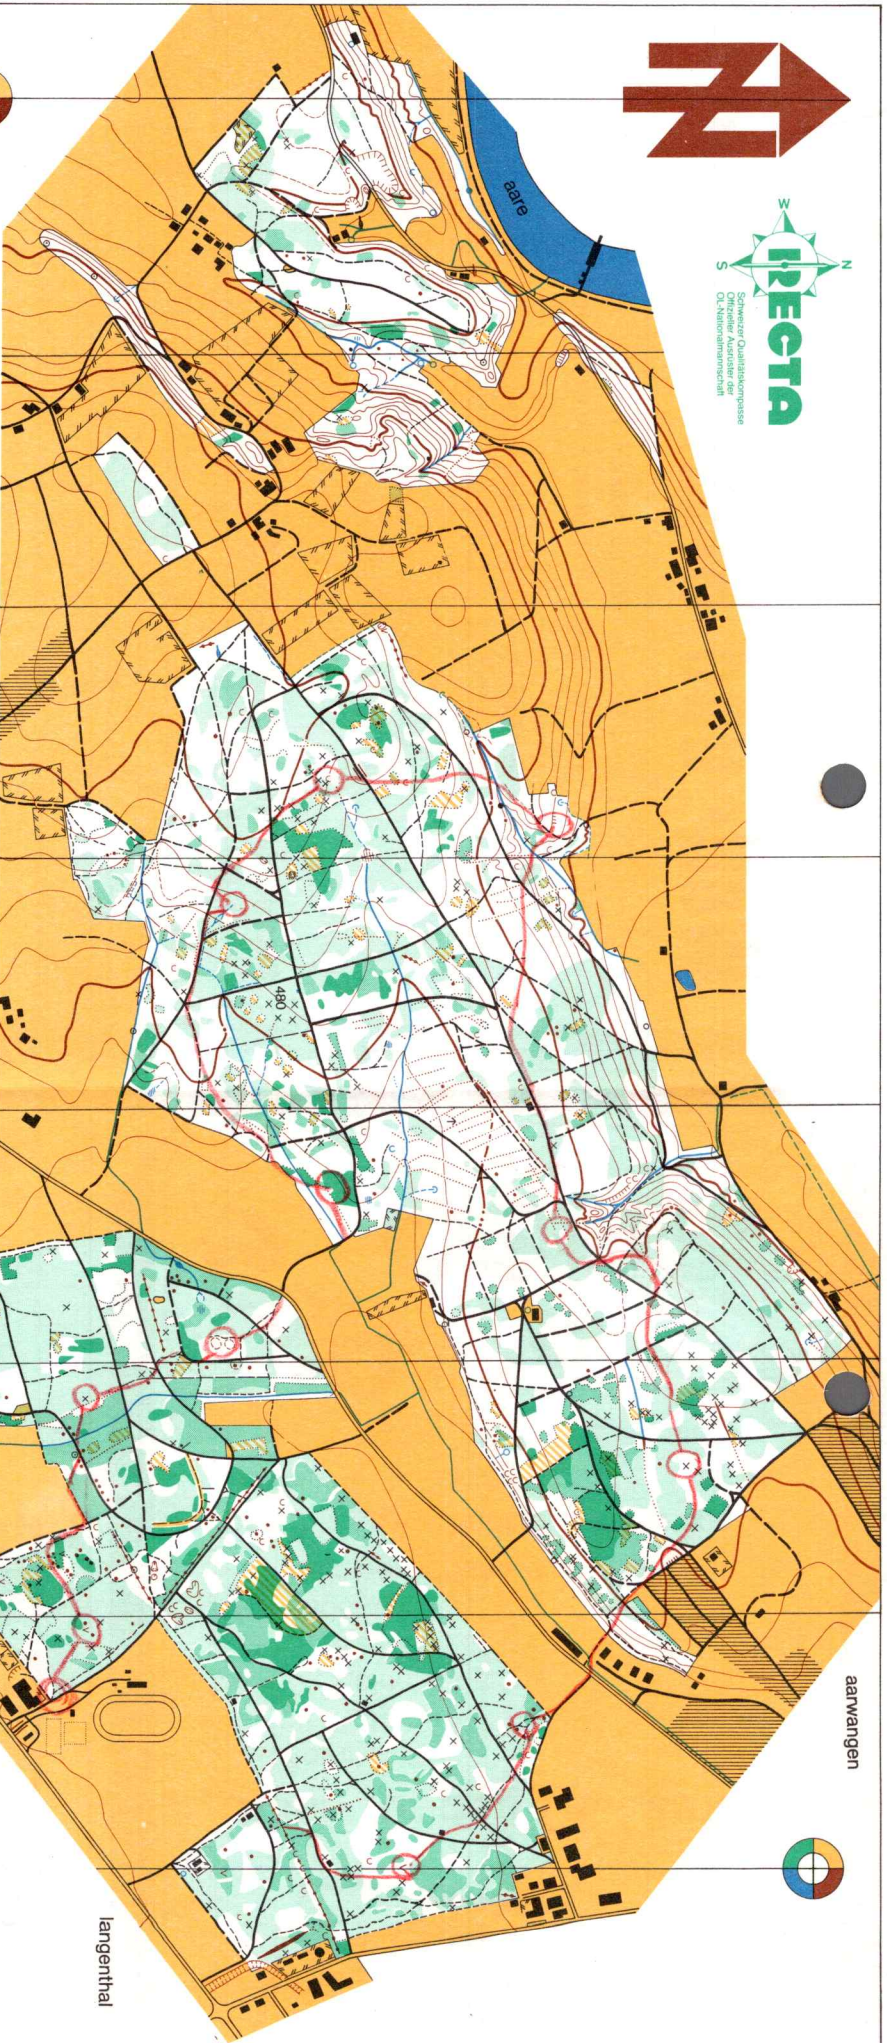 N
W
N
S
RECTA
Schweizer Qualitätskompasse
Offizieller Ausrüster der
OL-Nationalmannschaft
aare
480
aarwangen
langenthal